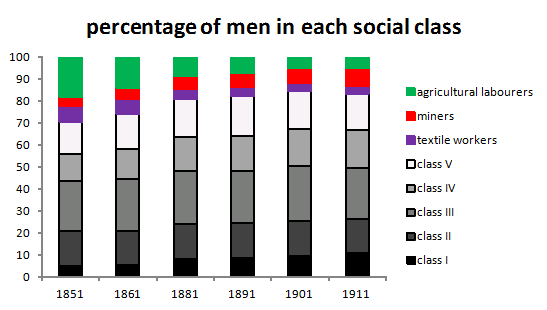 percentage of men in each social class
100
90
80
70
60
50
40
30
20
10
0
1851 1861 1881 1891 1901 1911
agricultural labourers
miners
textile workers
class V
class IV
class III
class II
class I